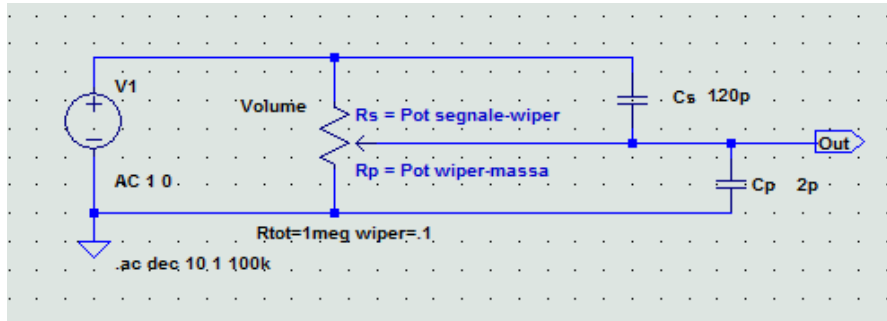 V1
Volume
Rs = Pot segnale-wiper
Cs 120p
Out
AC 1 0
Rp = Pot wiper-massa
Cp 2p
Rtot=1meg wiper=.1
.ac dec 10 1 100k